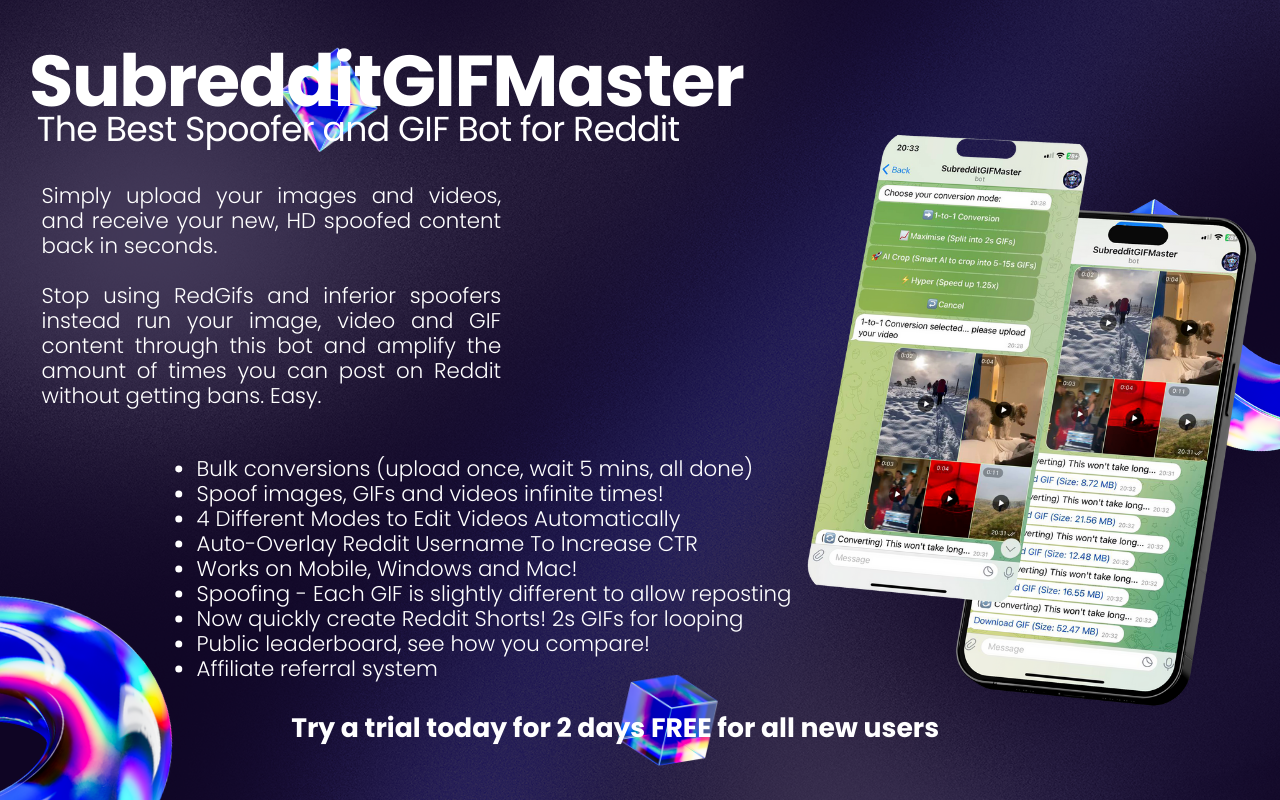 SubredditGIFMaster
The Best Spoofer and GIF Bot for Reddit
Simply upload your images and videos,
and receive your new, HD spoofed content
back in seconds.
Stop using RedGifs and inferior spoofers
instead run your image, video and GIF
content through this bot and amplify the
amount of times you can post on Reddit
without getting bans. Easy.
• Bulk conversions (upload once, wait 5 mins, all done)
• Spoof images, GIFs and videos infinite times!
• 4 Different Modes to Edit Videos Automatically
• Auto-Overlay Reddit Username To Increase CTR
• Works on Mobile, Windows and Mac!
• Spoofing - Each GIF is slightly different to allow reposting
• Now quickly create Reddit Shorts! 2s GIFs for looping
• Public leaderboard, see how you compare!
• Affiliate referral system
Try a trial today for 2 days FREE for all new users
20:33
Back
SubredditGIFMaster
bot
Choose your conversion mode:
20:28
1-to-1 Conversion
Maximise (Split into 2s GIFs)
AI Crop (Smart AI to crop into 5-15s GIFs)
Hyper (Speed up 1.25x)
Cancel
1-to-1 Conversion selected... please upload
your video
20:28
0:02
0:04
0:03
0:04
0:11
20:31
Converting) This won't take long...
20:31
Message
SubredditGIFMaster
bot
0:02
0:04
0:03
0:04
0:11
20:31
verting) This won't take long... 20:31
d GIF (Size: 8.72 MB) 20:32
verting) This won't take long... 20:32
d GIF (Size: 21.56 MB) 20:32
verting) This won't take long... 20:32
d GIF (Size: 12.48 MB) 20:32
verting) This won't take long... 20:32
d GIF (Size: 16.55 MB) 20:32
Converting) This won't take long... 20:32
Download GIF (Size: 52.47 MB) 20:32
Message